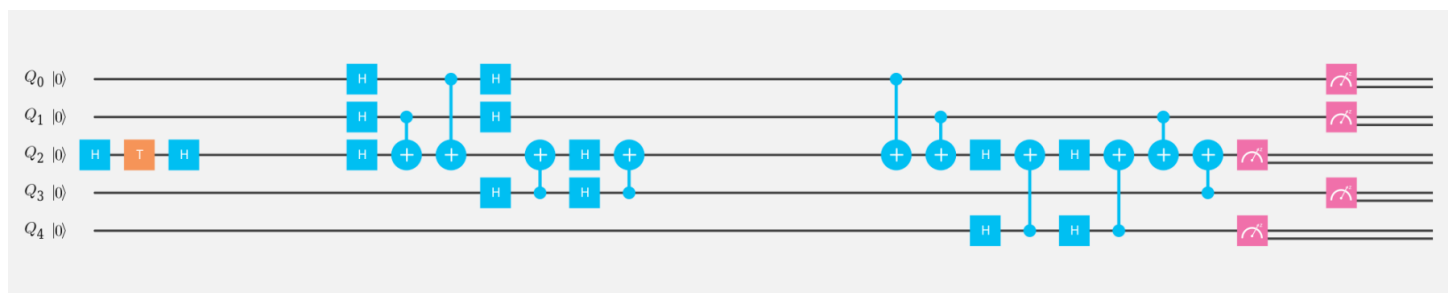 Q0 |0⟩ H H
Q1 |0⟩ H H
Q2 |0⟩ H T H H H H H
Q3 |0⟩ H H
Q4 |0⟩ H H